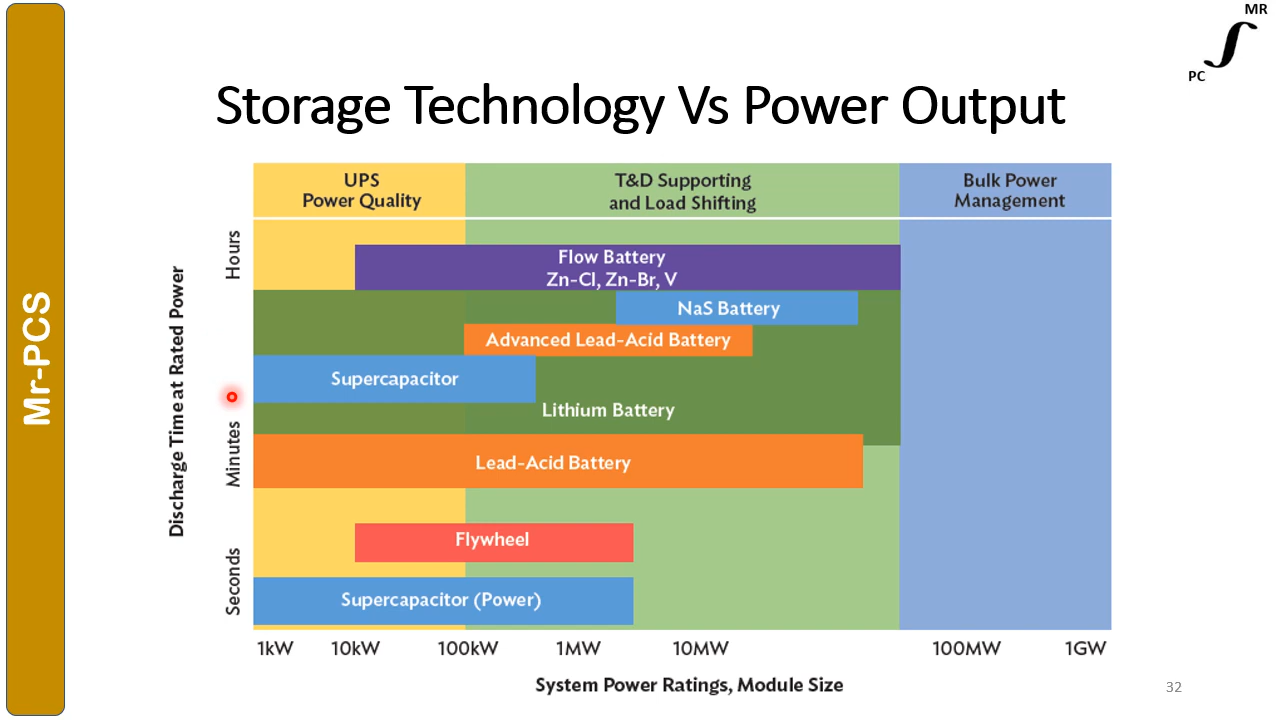 MR
PC
Mr-PCS
Storage Technology Vs Power Output
UPS
Power Quality
T&D Supporting
and Load Shifting
Bulk Power
Management
Discharge Time at Rated Power
Hours
Minutes
Seconds
Flow Battery
Zn-Cl, Zn-Br, V
NaS Battery
Advanced Lead-Acid Battery
Supercapacitor
Lithium Battery
Lead-Acid Battery
Flywheel
Supercapacitor (Power)
1kW 10kW 100kW 1MW 10MW 100MW 1GW
System Power Ratings, Module Size
32